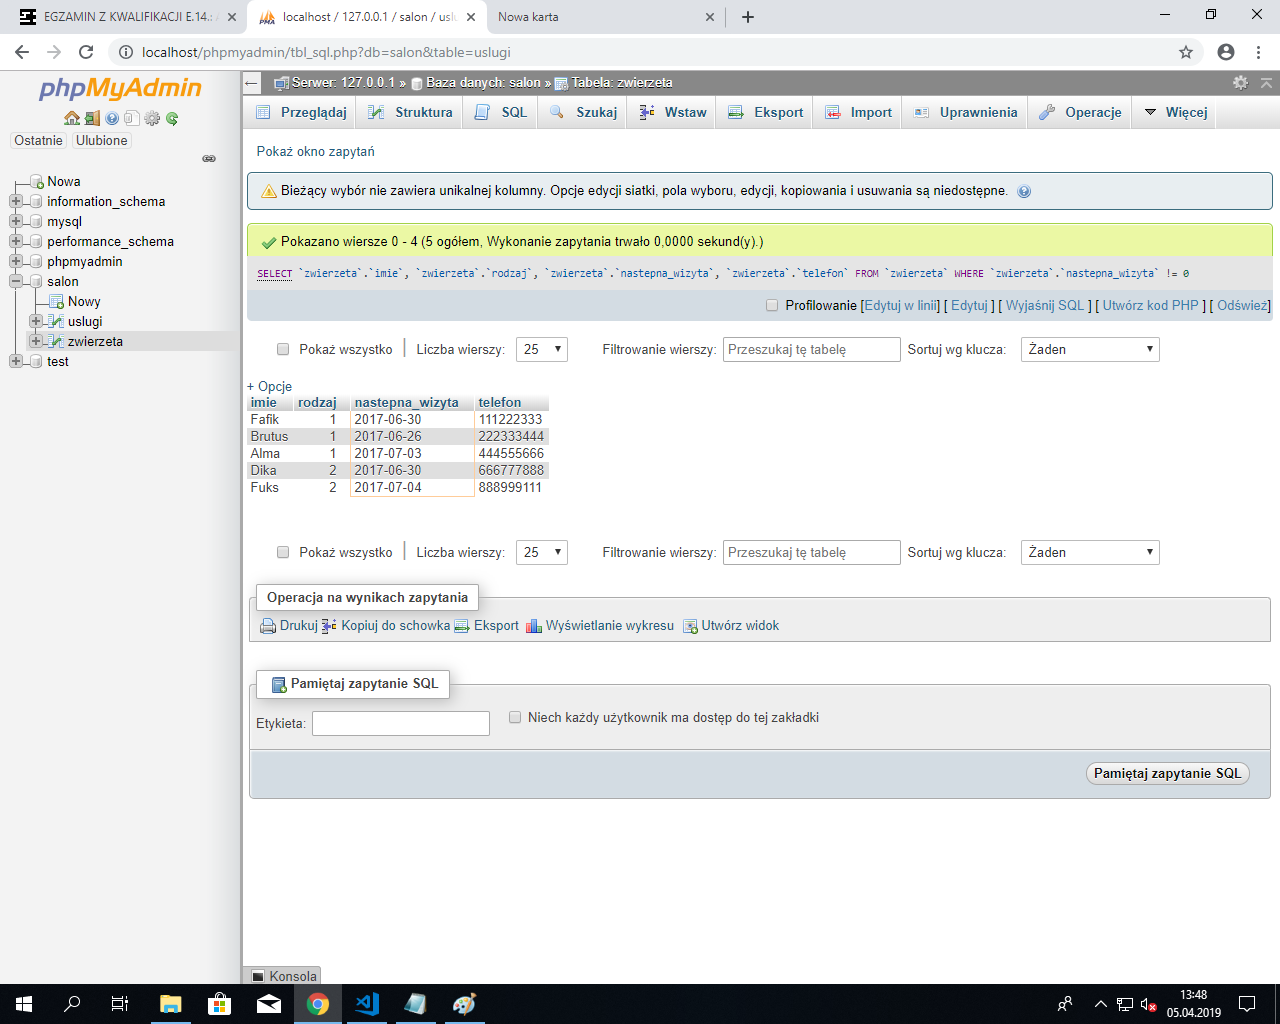 EGZAMIN Z KWALIFIKACJI E.14.: A
localhost / 127.0.0.1 / salon / uslu
Nowa karta
localhost/phpmyadmin/tbl_sql.php?db=salon&table=uslugi
phpMyAdmin
Ostatnie
Ulubione
Nowa
information_schema
mysql
performance_schema
phpmyadmin
salon
Nowy
uslugi
zwierzeta
test
Serwer: 127.0.0.1 » Baza danych: salon » Tabela: zwierzeta
Przeglądaj Struktura SQL Szukaj Wstaw Eksport Import Uprawnienia Operacje Więcej
Pokaż okno zapytań
Bieżący wybór nie zawiera unikalnej kolumny. Opcje edycji siatki, pola wyboru, edycji, kopiowania i usuwania są niedostępne.
Pokazano wiersze 0 - 4 (5 ogółem, Wykonanie zapytania trwało 0,0000 sekund(y).)
SELECT `zwierzeta`.`imie`, `zwierzeta`.`rodzaj`, `zwierzeta`.`nastepna_wizyta`, `zwierzeta`.`telefon` FROM `zwierzeta` WHERE `zwierzeta`.`nastepna_wizyta` != 0
Profilowanie [Edytuj w linii] [ Edytuj ] [ Wyjaśnij SQL ] [ Utwórz kod PHP ] [ Odśwież]
Pokaż wszystko Liczba wierszy: 25 Filtrowanie wierszy: Przeszukaj tę tabelę Sortuj wg klucza: Żaden
+ Opcje
imie rodzaj nastepna_wizyta telefon
Fafik 1 2017-06-30 111222333
Brutus 1 2017-06-26 222333444
Alma 1 2017-07-03 444555666
Dika 2 2017-06-30 666777888
Fuks 2 2017-07-04 888999111
Pokaż wszystko Liczba wierszy: 25 Filtrowanie wierszy: Przeszukaj tę tabelę Sortuj wg klucza: Żaden
Operacja na wynikach zapytania
Drukuj Kopiuj do schowka Eksport Wyświetlanie wykresu Utwórz widok
Pamiętaj zapytanie SQL
Etykieta: Niech każdy użytkownik ma dostęp do tej zakładki
Pamiętaj zapytanie SQL
Konsola
13:48
05.04.2019